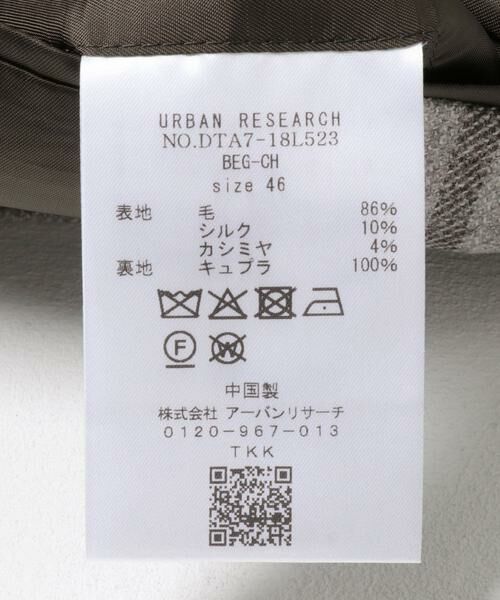 URBAN RESEARCH
NO.DTA7-18L523
BEG-CH
size 46
表地 毛 86%
シルク 10%
カシミヤ 4%
裏地 キュプラ 100%
F W
中国製
株式会社 アーバンリサーチ
0120-967-013
TKK